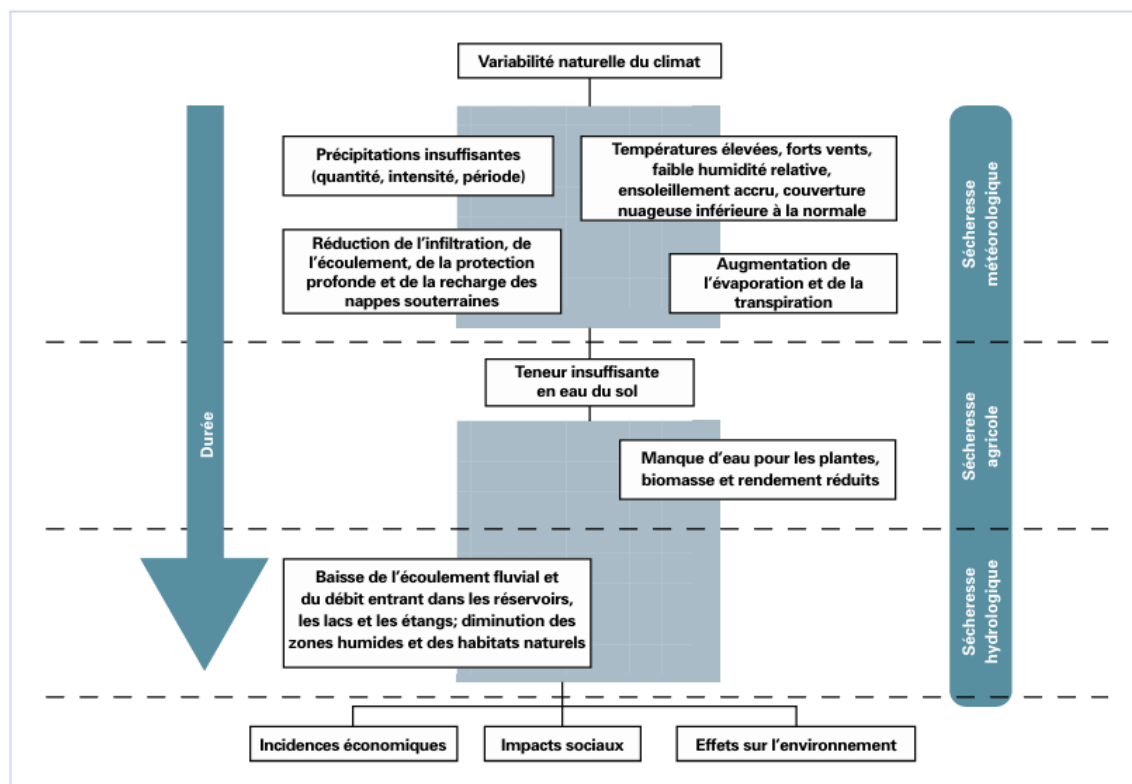 Variabilité naturelle du climat
Précipitations insuffisantes
(quantité, intensité, période)
Températures élevées, forts vents,
faible humidité relative,
ensoleillement accru, couverture
nuageuse inférieure à la normale
Réduction de l'infiltration, de
l'écoulement, de la protection
profonde et de la recharge des
nappes souterraines
Augmentation de
l'évaporation et de la
transpiration
Sécheresse
météorologique
Durée
Teneur insuffisante
en eau du sol
Manque d'eau pour les plantes,
biomasse et rendement réduits
Sécheresse
agricole
Baisse de l'écoulement fluvial et
du débit entrant dans les réservoirs,
les lacs et les étangs; diminution des
zones humides et des habitats naturels
Sécheresse
hydrologique
Incidences économiques
Impacts sociaux
Effets sur l'environnement